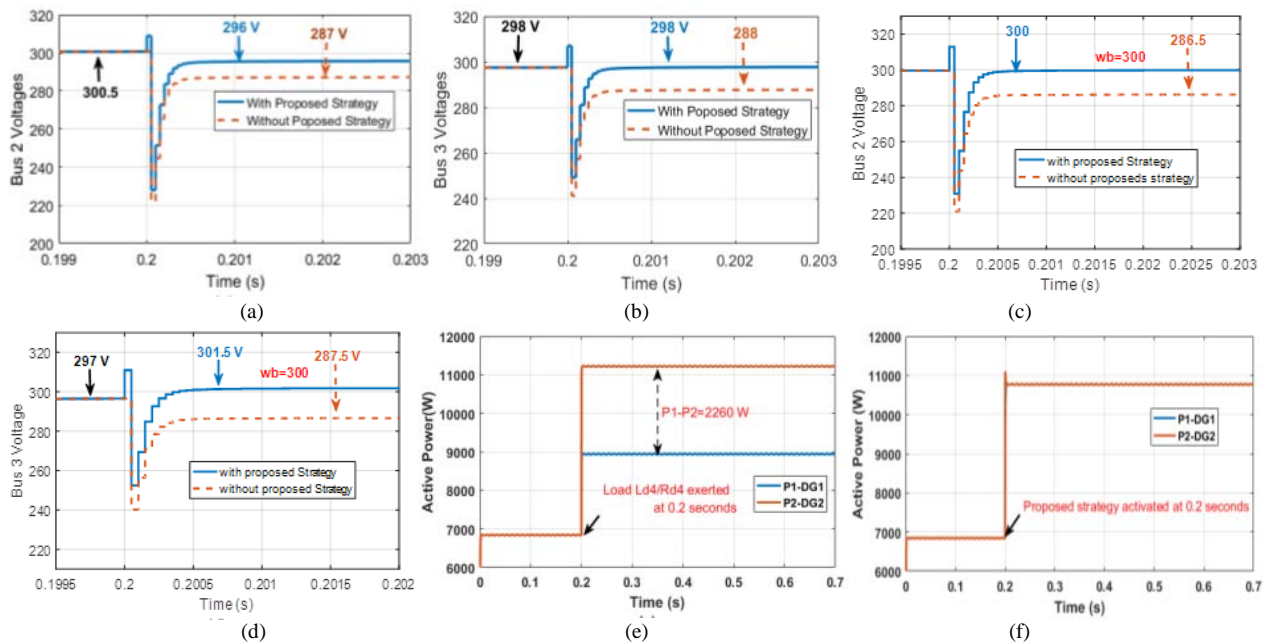 296 V
287 V
300.5
With Proposed Strategy
Without Poposed Strategy
Bus 2 Voltages
320
300
280
260
240
220
200
0.199
0.2
0.201
0.202
0.203
Time (s)
(a)
298 V
298 V
288
With Poposed Strategy
Without Poposed Strategy
Bus 3 Voltages
320
300
280
260
240
220
0.199
0.2
0.201
0.202
0.203
Time (s)
(b)
300
wb=300
286.5
with proposed Strategy
without proposeds strategy
Bus 2 Voltage
320
300
280
260
240
220
200
0.1995
0.2
0.2005
0.201
0.2015
0.202
0.2025
0.203
Time (s)
(c)
297 V
301.5 V
wb=300
287.5 V
with proposed Strategy
without proposed Strategy
Bus 3 Voltage
320
300
280
260
240
220
0.1995
0.2
0.2005
0.201
0.2015
0.202
Time (s)
(d)
12000
11000
10000
9000
8000
7000
6000
Active Power(W)
P1-P2=2260 W
P1-DG1
P2-DG2
Load Ld4/Rd4 exerted
at 0.2 seconds
0
0.1
0.2
0.3
0.4
0.5
0.6
0.7
Time (s)
(e)
12000
11000
10000
9000
8000
7000
6000
Active Power (W)
P1-DG1
P2-DG2
Proposed strategy activated at 0.2 seconds
0
0.1
0.2
0.3
0.4
0.5
0.6
0.7
Time (s)
(f)